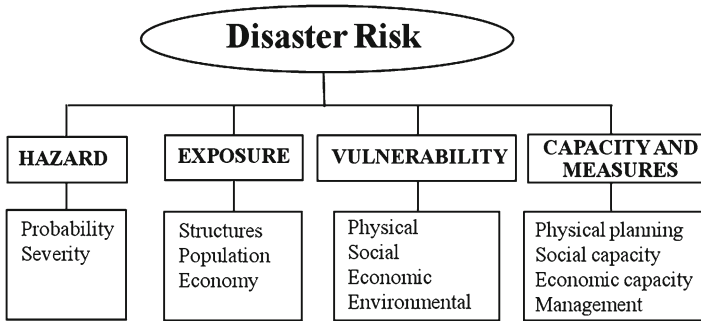 Disaster Risk
HAZARD
EXPOSURE
VULNERABILITY
CAPACITY AND
MEASURES
Probability
Severity
Structures
Population
Economy
Physical
Social
Economic
Environmental
Physical planning
Social capacity
Economic capacity
Management